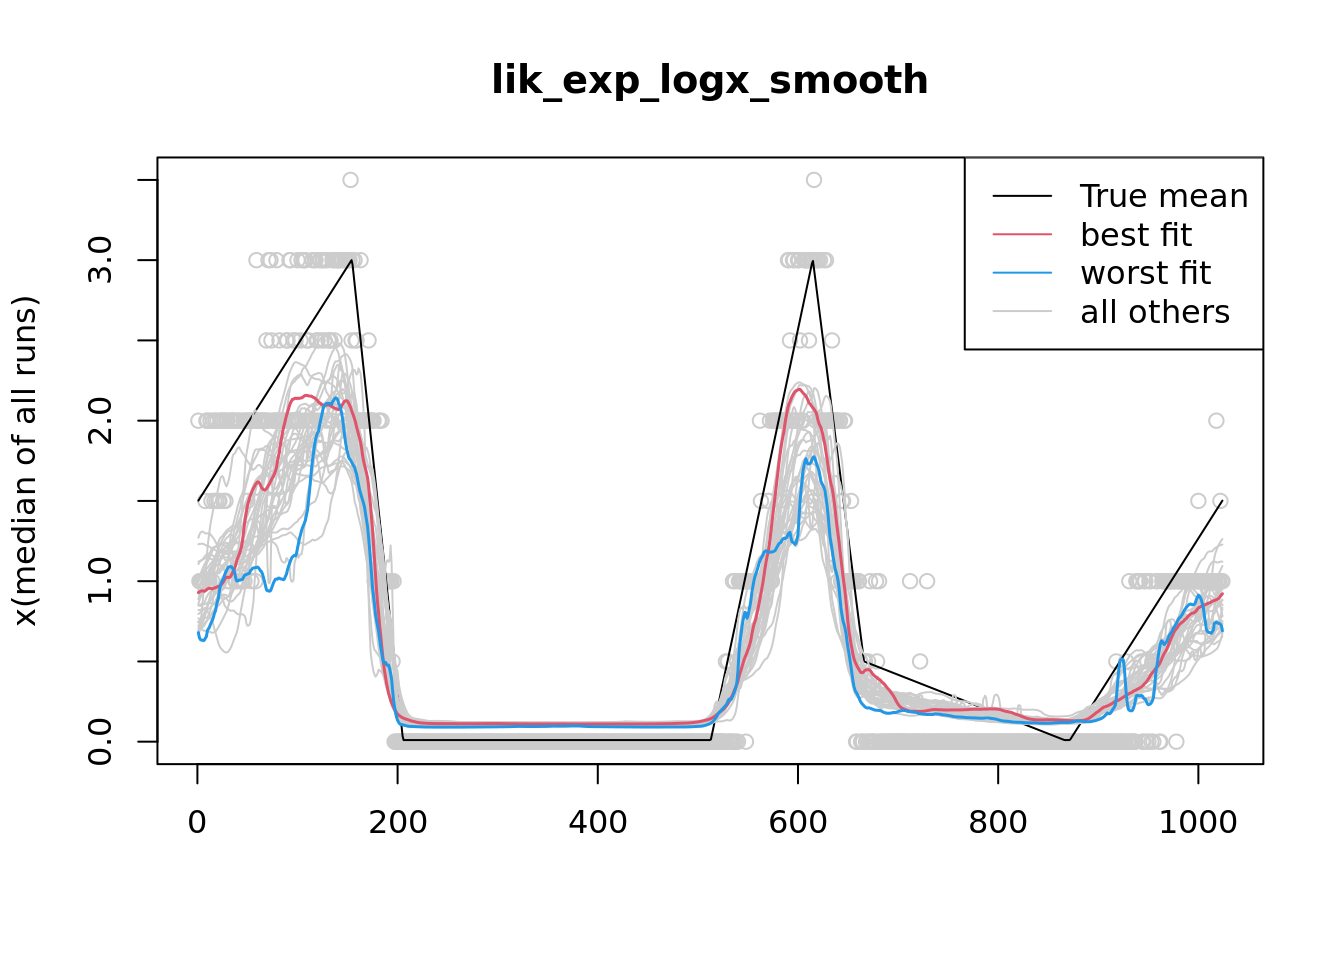 lik_exp_logx_smooth
x(median of all runs)
3.0
2.0
1.0
0.0
True mean
best fit
worst fit
all others
0 200 400 600 800 1000